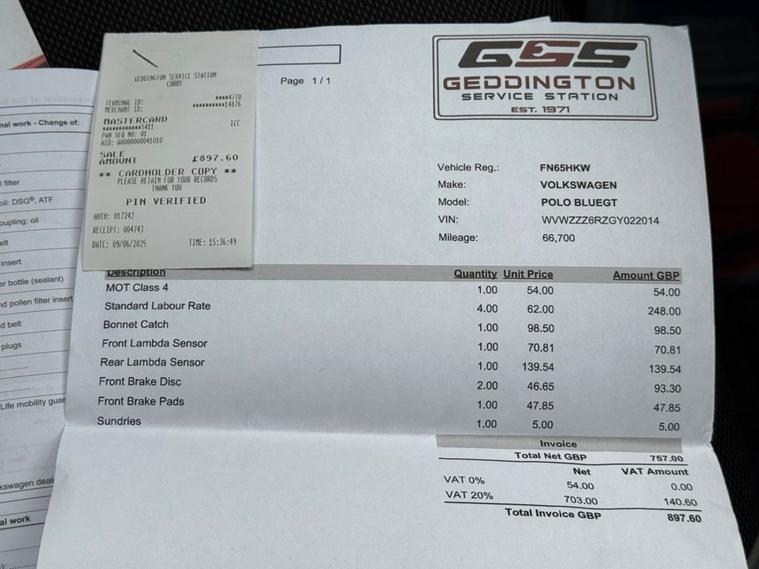 GEDDINGTON SERVICE STATION
CORBY
TERMINAL ID: ****4770
MERCHANT ID: **********14876
MASTERCARD
************5411 ICC
PAN SEQ NO: 01
AID: A0000000041010
SALE
AMOUNT £897.60
** CARDHOLDER COPY **
PLEASE RETAIN FOR YOUR RECORDS
THANK YOU
PIN VERIFIED
AUTH: 017242
RECEIPT: 004743
DATE: 09/06/2025 TIME: 15:36:49
Page 1 / 1
GSS
GEDDINGTON
SERVICE STATION
EST. 1971
Vehicle Reg.: FN65HKW
Make: VOLKSWAGEN
Model: POLO BLUEGT
VIN: WVWZZZ6RZGY022014
Mileage: 66,700
Description Quantity Unit Price Amount GBP
MOT Class 4 1.00 54.00 54.00
Standard Labour Rate 4.00 62.00 248.00
Bonnet Catch 1.00 98.50 98.50
Front Lambda Sensor 1.00 70.81 70.81
Rear Lambda Sensor 1.00 139.54 139.54
Front Brake Disc 2.00 46.65 93.30
Front Brake Pads 1.00 47.85 47.85
Sundries 1.00 5.00 5.00
Invoice
Total Net GBP 757.00
Net VAT Amount
VAT 0% 54.00 0.00
VAT 20% 703.00 140.60
Total Invoice GBP 897.60
nal work - Change of:
l filter
oil: DSG®, ATF
oupling: oil
elt
insert
er bottle (sealant)
nd pollen filter insert
d belt
plugs
Life mobility guar
kswagen deal
al work